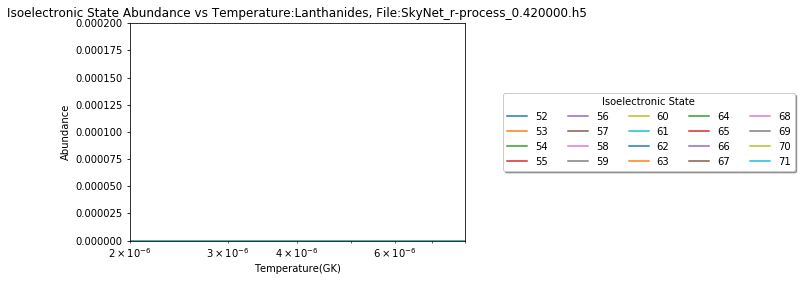 Isoelectronic State Abundance vs Temperature:Lanthanides, File:SkyNet_r-process_0.420000.h5
0.000200
0.000175
0.000150
0.000125
0.000100
0.000075
0.000050
0.000025
0.000000
Abundance
2 × 10⁻⁶ 3 × 10⁻⁶ 4 × 10⁻⁶ 6 × 10⁻⁶
Temperature(GK)
Isoelectronic State
52 56 60 64 68
53 57 61 65 69
54 58 62 66 70
55 59 63 67 71